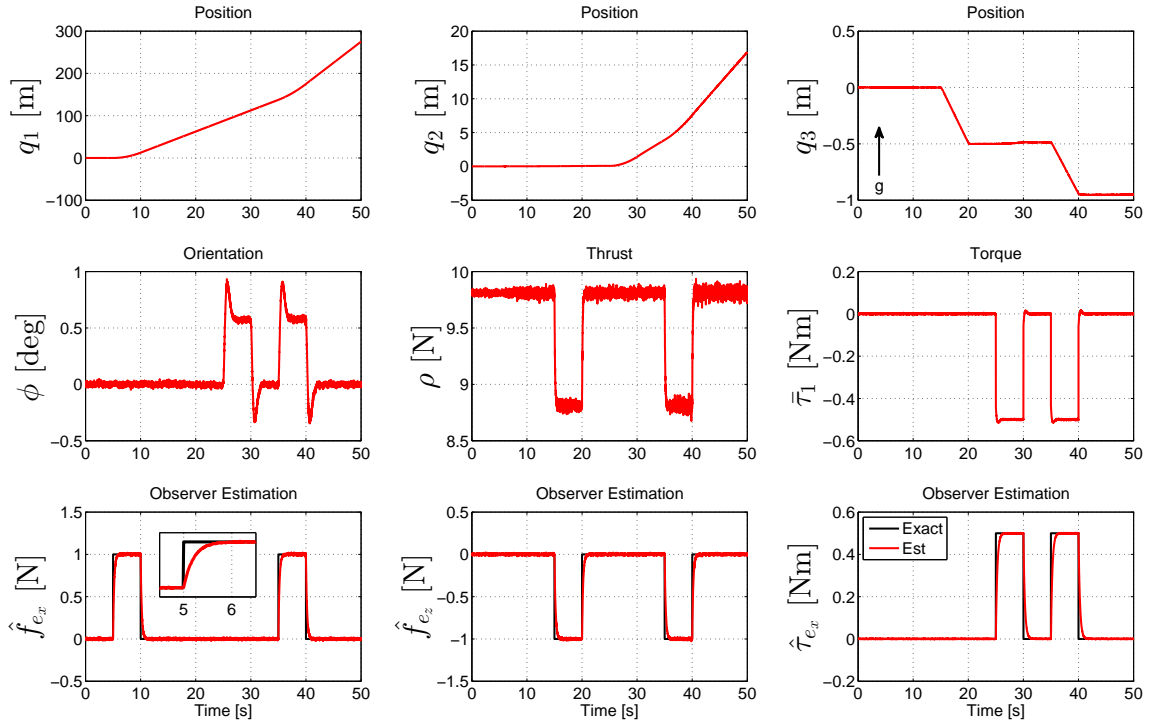 Position
Position
Position
300
200
100
0
−100
q1 [m]
0 10 20 30 40 50
20
15
10
5
0
−5
q2 [m]
0 10 20 30 40 50
0.5
0
−0.5
−1
q3 [m]
g
0 10 20 30 40 50
Orientation
Thrust
Torque
1
0.5
0
−0.5
ϕ [deg]
0 10 20 30 40 50
10
9.5
9
8.5
ρ [N]
0 10 20 30 40 50
0.2
0
−0.2
−0.4
−0.6
τ̄1 [Nm]
0 10 20 30 40 50
Observer Estimation
Observer Estimation
Observer Estimation
1.5
1
0.5
0
−0.5
f̂ex [N]
5 6
0 10 20 30 40 50
Time [s]
1
0.5
0
−0.5
−1
−1.5
f̂ez [N]
0 10 20 30 40 50
Time [s]
0.6
0.4
0.2
0
−0.2
τ̂ex [Nm]
Exact
Est
0 10 20 30 40 50
Time [s]